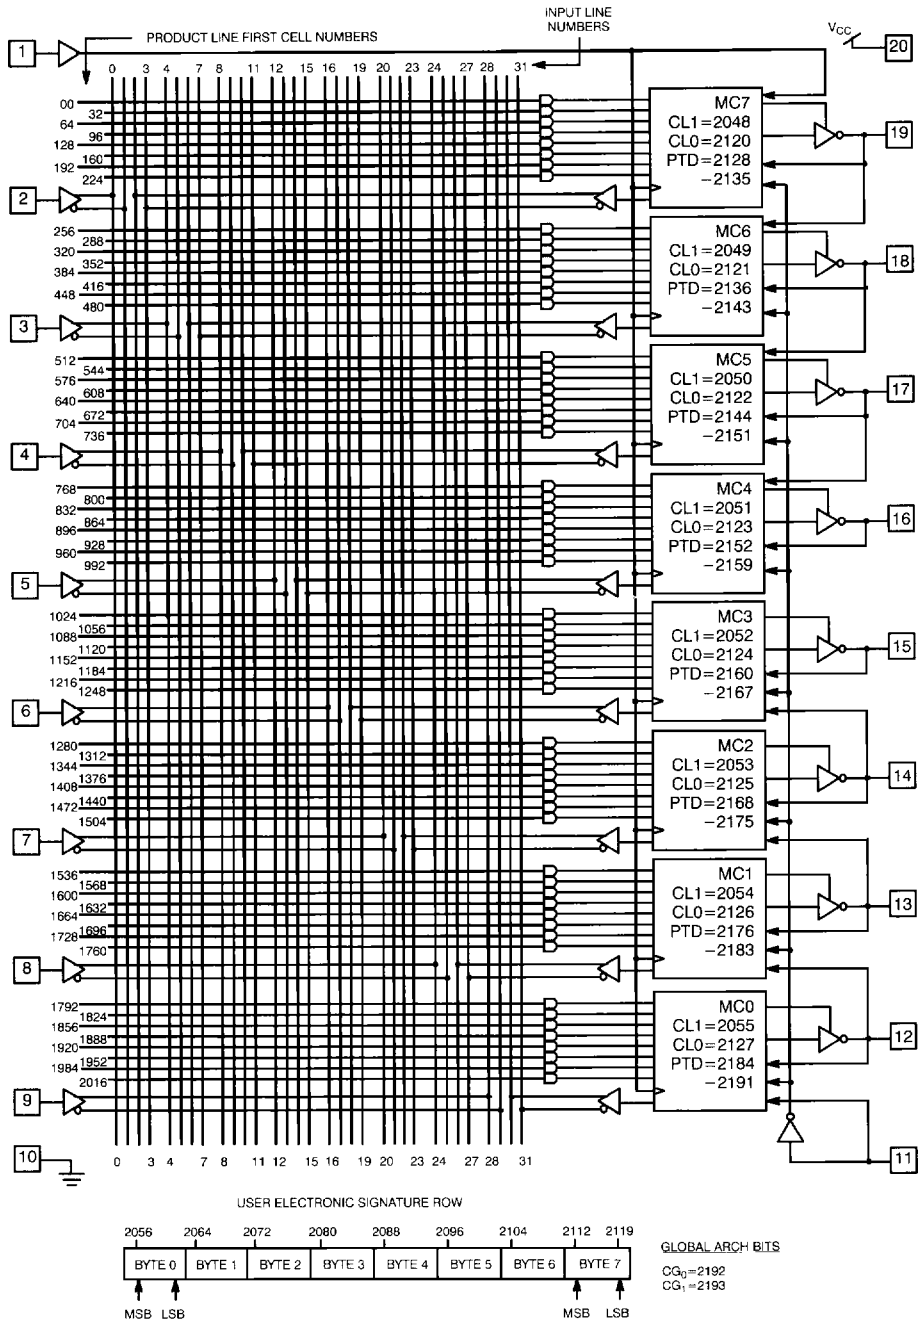 INPUT LINE
NUMBERS
PRODUCT LINE FIRST CELL NUMBERS
VCC
1
20
0 3 4 7 8 11 12 15 16 19 20 23 24 27 28 31
00
32
64
96
128
160
192
224
MC7
CL1=2048
CL0=2120
PTD=2128
-2135
19
2
256
288
320
352
384
416
448
480
MC6
CL1=2049
CL0=2121
PTD=2136
-2143
18
3
512
544
576
608
640
672
704
736
MC5
CL1=2050
CL0=2122
PTD=2144
-2151
17
4
768
800
832
864
896
928
960
992
MC4
CL1=2051
CL0=2123
PTD=2152
-2159
16
5
1024
1056
1088
1120
1152
1184
1216
1248
MC3
CL1=2052
CL0=2124
PTD=2160
-2167
15
6
1280
1312
1344
1376
1408
1440
1472
1504
MC2
CL1=2053
CL0=2125
PTD=2168
-2175
14
7
1536
1568
1600
1632
1664
1696
1728
1760
MC1
CL1=2054
CL0=2126
PTD=2176
-2183
13
8
1792
1824
1856
1888
1920
1952
1984
2016
MC0
CL1=2055
CL0=2127
PTD=2184
-2191
12
9
10
11
0 3 4 7 8 11 12 15 16 19 20 23 24 27 28 31
USER ELECTRONIC SIGNATURE ROW
2056 2064 2072 2080 2088 2096 2104 2112 2119
BYTE 0 BYTE 1 BYTE 2 BYTE 3 BYTE 4 BYTE 5 BYTE 6 BYTE 7
MSB LSB MSB LSB
GLOBAL ARCH BITS
CG0=2192
CG1=2193